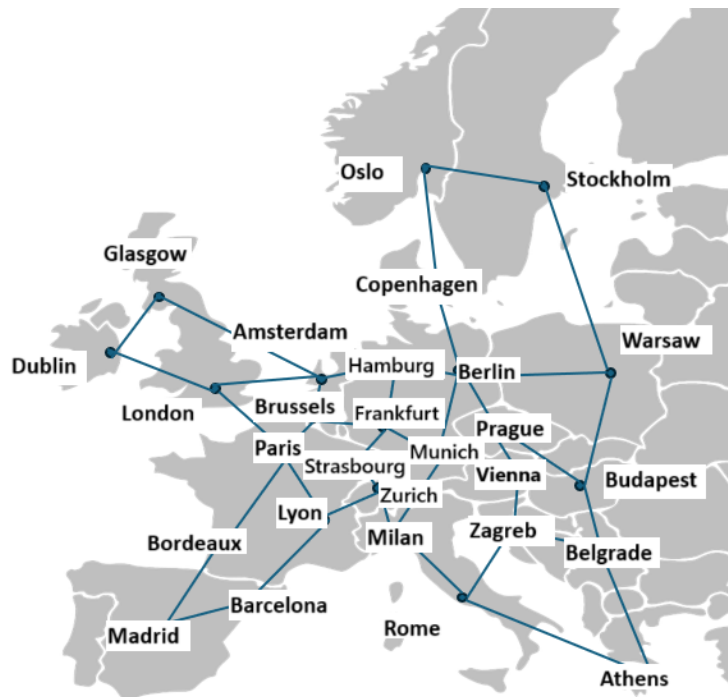 Oslo
Stockholm
Glasgow
Copenhagen
Amsterdam
Warsaw
Dublin
Hamburg
Berlin
London
Brussels
Frankfurt
Prague
Paris
Munich
Strasbourg
Vienna
Budapest
Zurich
Lyon
Milan
Zagreb
Bordeaux
Belgrade
Barcelona
Madrid
Rome
Athens